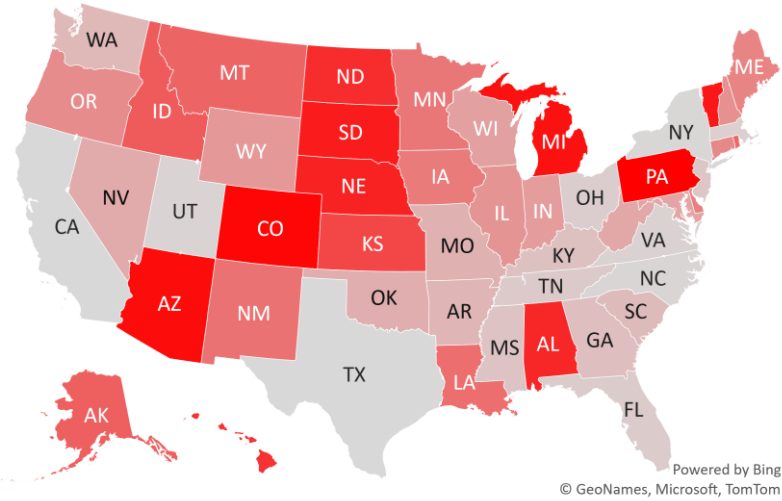 WA
MT
ND
MN
ME
OR
ID
SD
WI
MI
NY
WY
IA
PA
NE
NV
UT
CO
IL
IN
OH
CA
KS
MO
KY
VA
AZ
NM
OK
AR
TN
NC
SC
MS
AL
GA
TX
LA
FL
AK
Powered by Bing
© GeoNames, Microsoft, TomTom